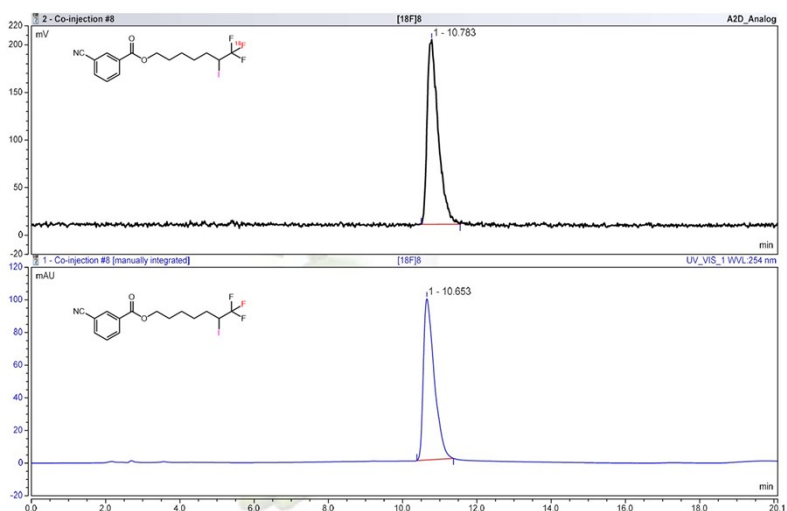 2 - Co-injection #8 [18F]8 A2D_Analog
220
mV
200
150
100
50
0
-20
1 - 10.783
NC
O
O
F
18F
F
I
min
1 - Co-injection #8 [manually integrated] [18F]8 UV_VIS_1 WVL:254 nm
120
mAU
100
80
60
40
20
0
-20
1 - 10.653
NC
O
O
F
F
F
I
min
0.0 2.0 4.0 6.0 8.0 10.0 12.0 14.0 16.0 18.0 20.1